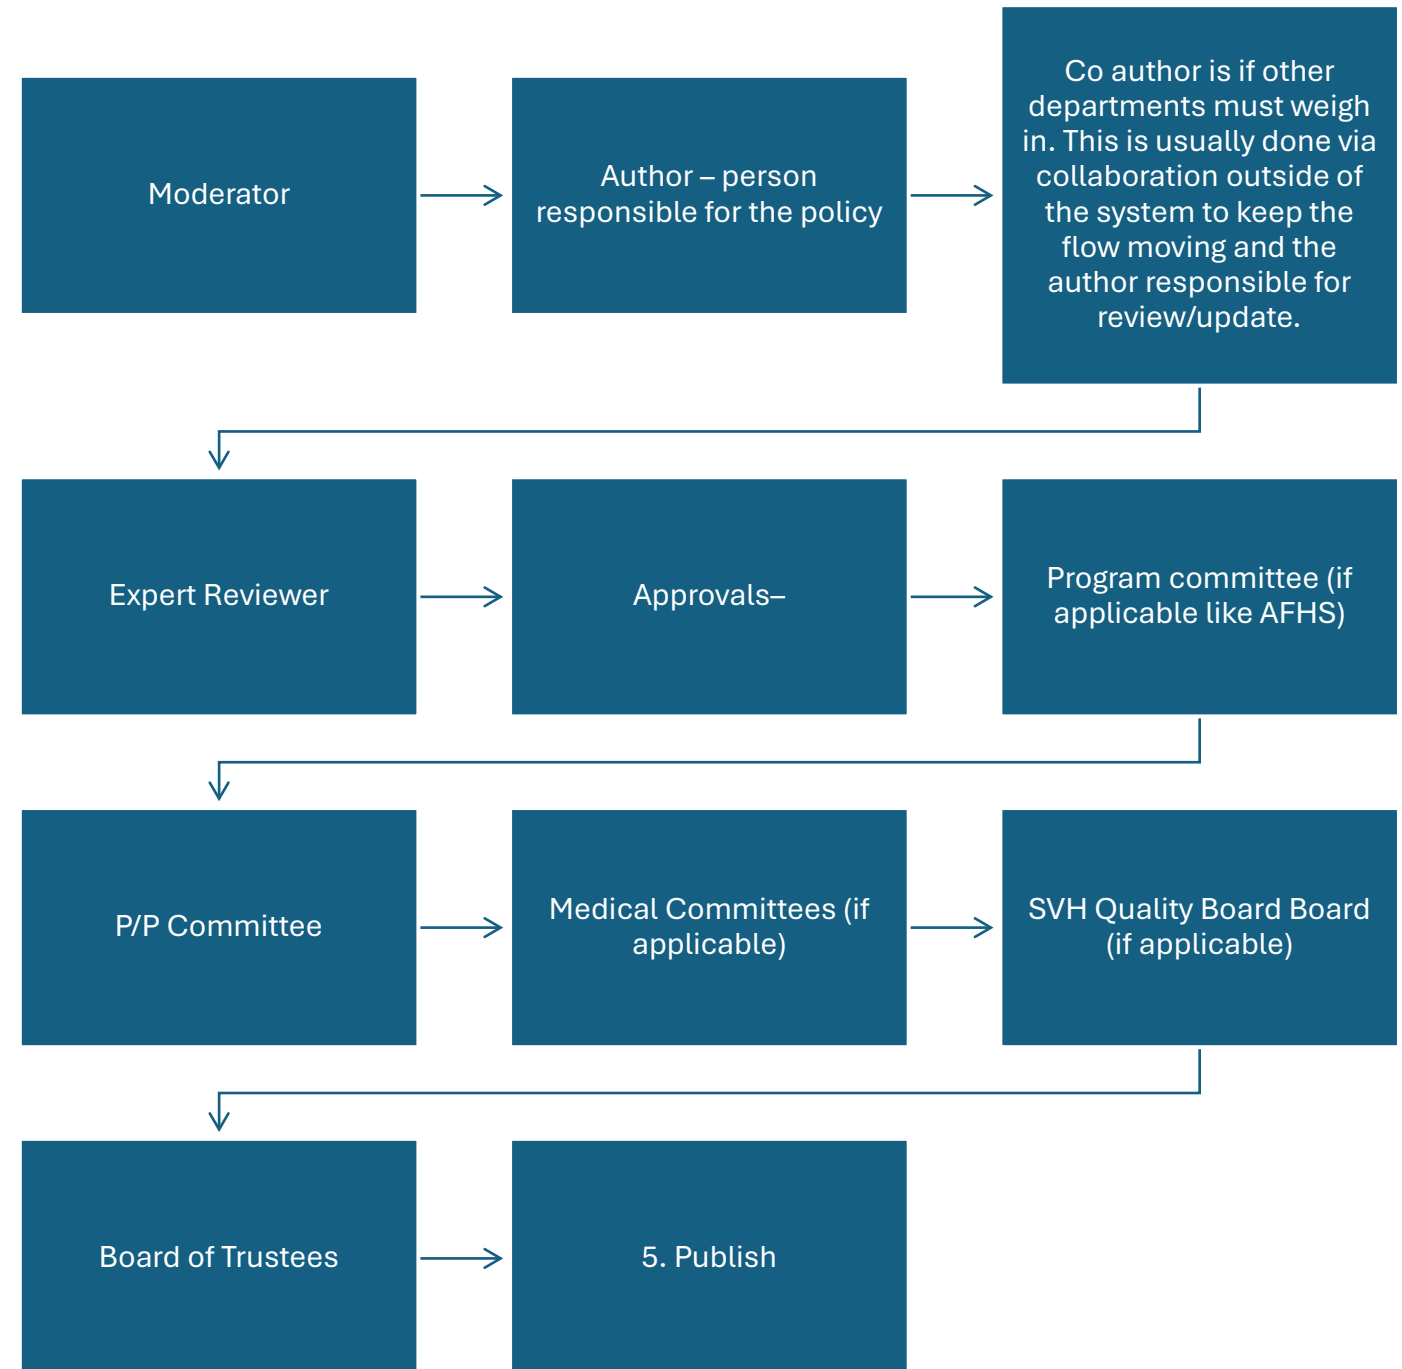 Moderator
Author – person
responsible for the policy
Co author is if other
departments must weigh
in. This is usually done via
collaboration outside of
the system to keep the
flow moving and the
author responsible for
review/update.
Expert Reviewer
Approvals–
Program committee (if
applicable like AFHS)
P/P Committee
Medical Committees (if
applicable)
SVH Quality Board Board
(if applicable)
Board of Trustees
5. Publish